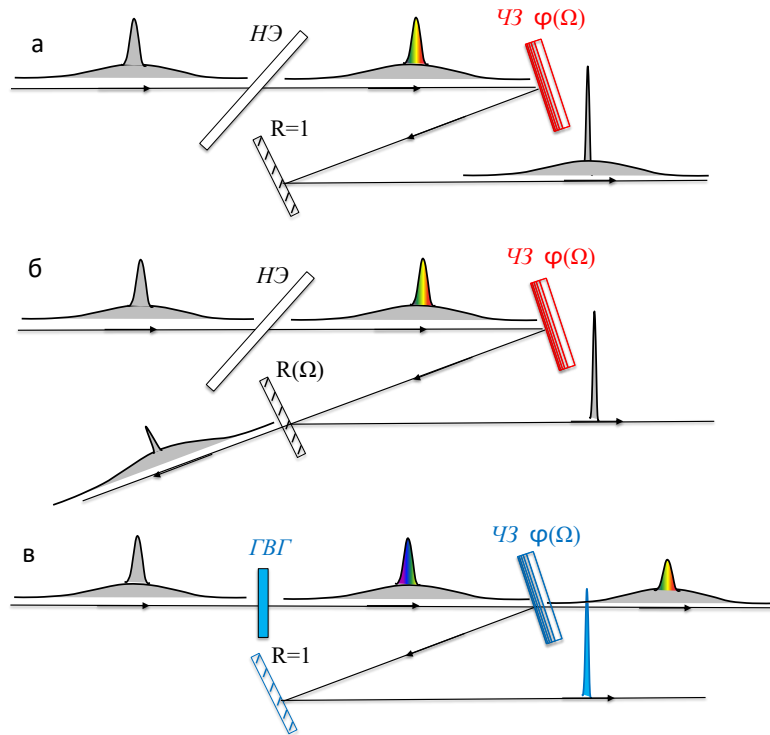 а
НЭ
ЧЗ φ(Ω)
R=1
б
НЭ
ЧЗ φ(Ω)
R(Ω)
в
ГВГ
ЧЗ φ(Ω)
R=1